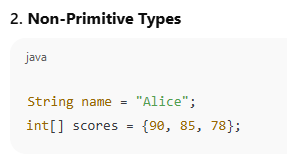 2. Non-Primitive Types
java
String name = "Alice";
int[] scores = {90, 85, 78};